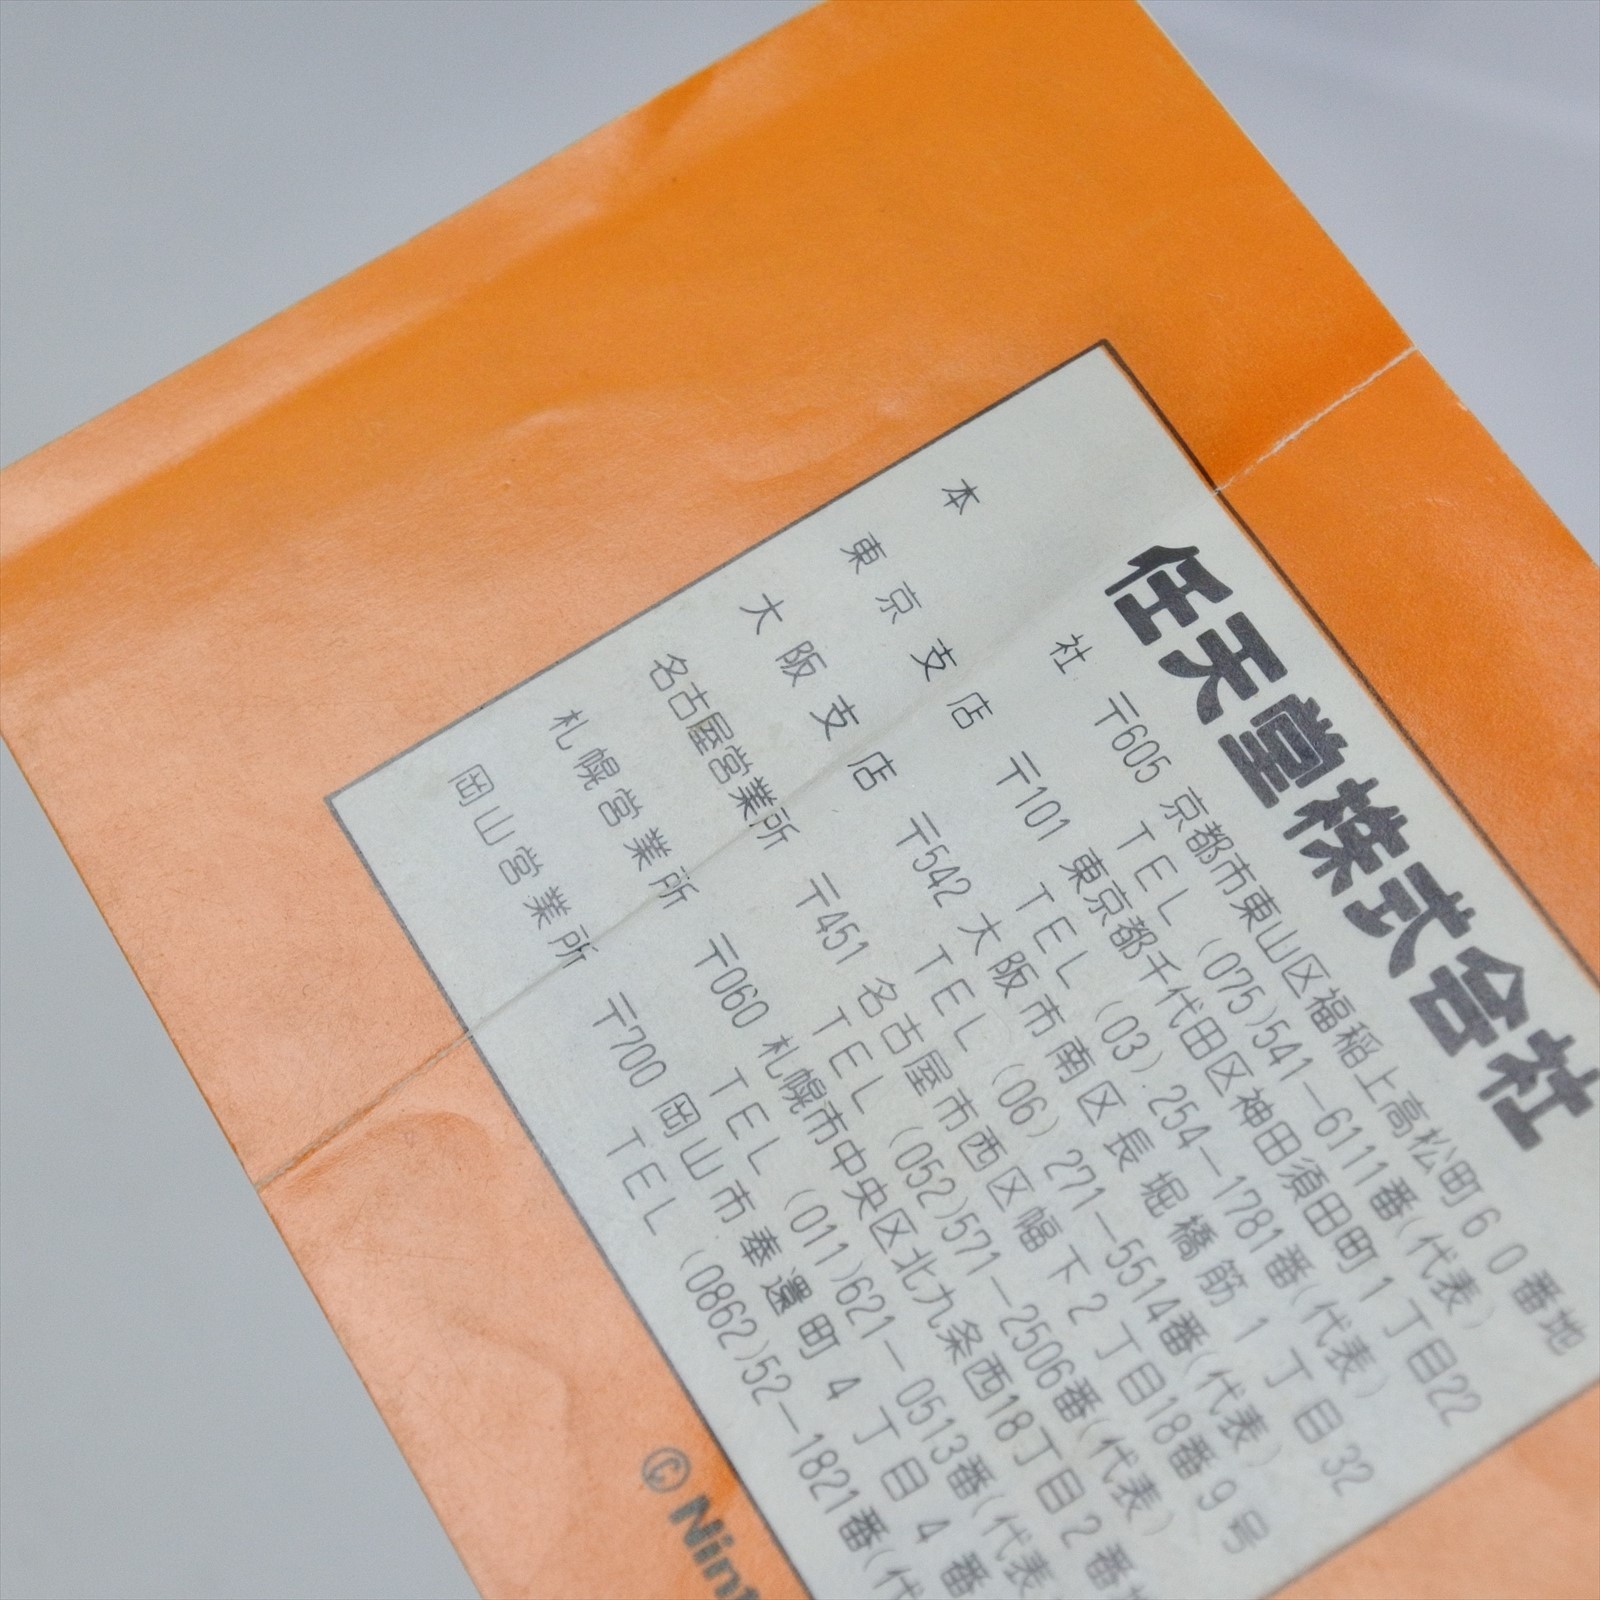 任天堂株式会社
本社 〒605 京都市東山区福稲上高松町60番地
TEL (075)541-6111番(代表)
東京支店 〒101 東京都千代田区神田須田町1丁目22
TEL (03) 254-1781番(代表)
大阪支店 〒542 大阪市南区長堀橋筋1丁目32
TEL (06) 271-5514番(代表)
名古屋営業所 〒451 名古屋市西区幅下2丁目18番9号
TEL (052)571-2506番(代表)
札幌営業所 〒060 札幌市中央区北九条西18丁目2番地
TEL (011)621-0513番(代表
岡山営業所 〒700 岡山市奉還町4丁目4番
TEL (0862)52-1821番(代
© Nint